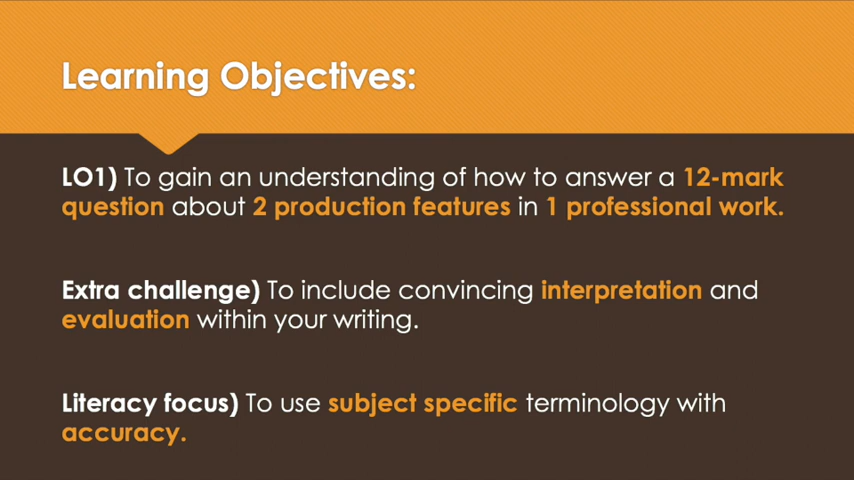 Learning Objectives:
LO1) To gain an understanding of how to answer a 12-mark
question about 2 production features in 1 professional work.
Extra challenge) To include convincing interpretation and
evaluation within your writing.
Literacy focus) To use subject specific terminology with
accuracy.